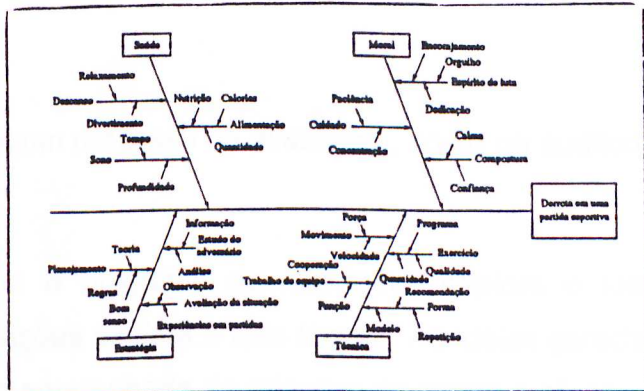 Saúde
Moral
Relaxamento
Descanso
Divertimento
Nutrição
Calorias
Alimentação
Quantidade
Tempo
Sono
Profundidade
Encorajamento
Orgulho
Espírito de luta
Dedicação
Paciência
Cuidado
Concentração
Calma
Compostura
Confiança
Derrota em uma
partida esportiva
Informação
Estudo do
adversário
Análise
Teoria
Planejamento
Regras
Bom
senso
Observação
Avaliação da situação
Experiências em partidas
Estratégia
Força
Movimento
Velocidade
Programa
Exercício
Quantidade
Qualidade
Cooperação
Trabalho de equipe
Função
Recomendação
Forma
Modelo
Repetição
Técnica